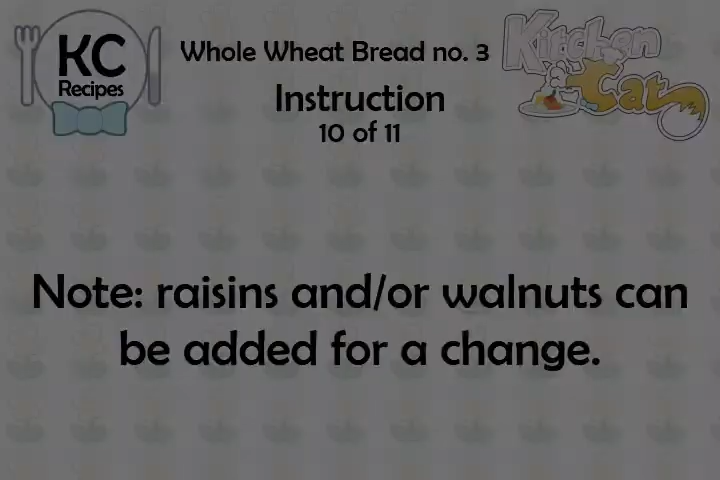 KC
Recipes
Whole Wheat Bread no. 3
Instruction
10 of 11
Kitchen
Cat
Note: raisins and/or walnuts can
be added for a change.